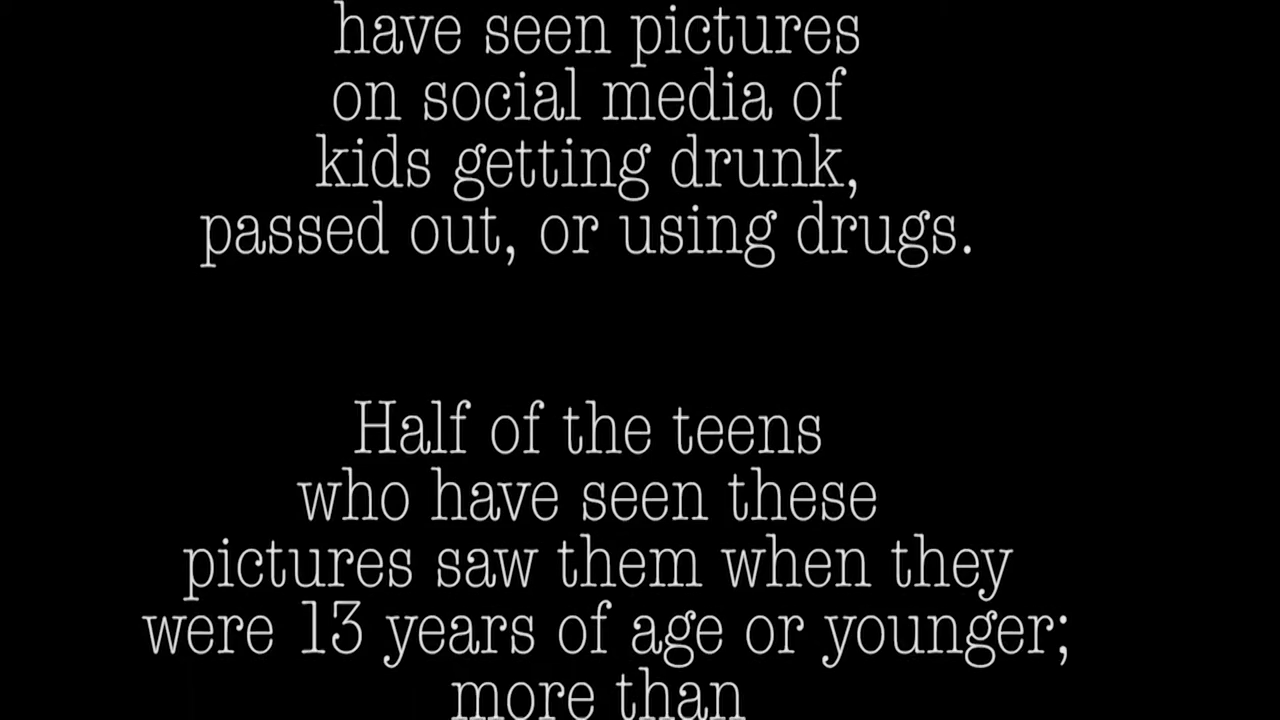 have seen pictures
on social media of
kids getting drunk,
passed out, or using drugs.
Half of the teens
who have seen these
pictures saw them when they
were 13 years of age or younger;
more than